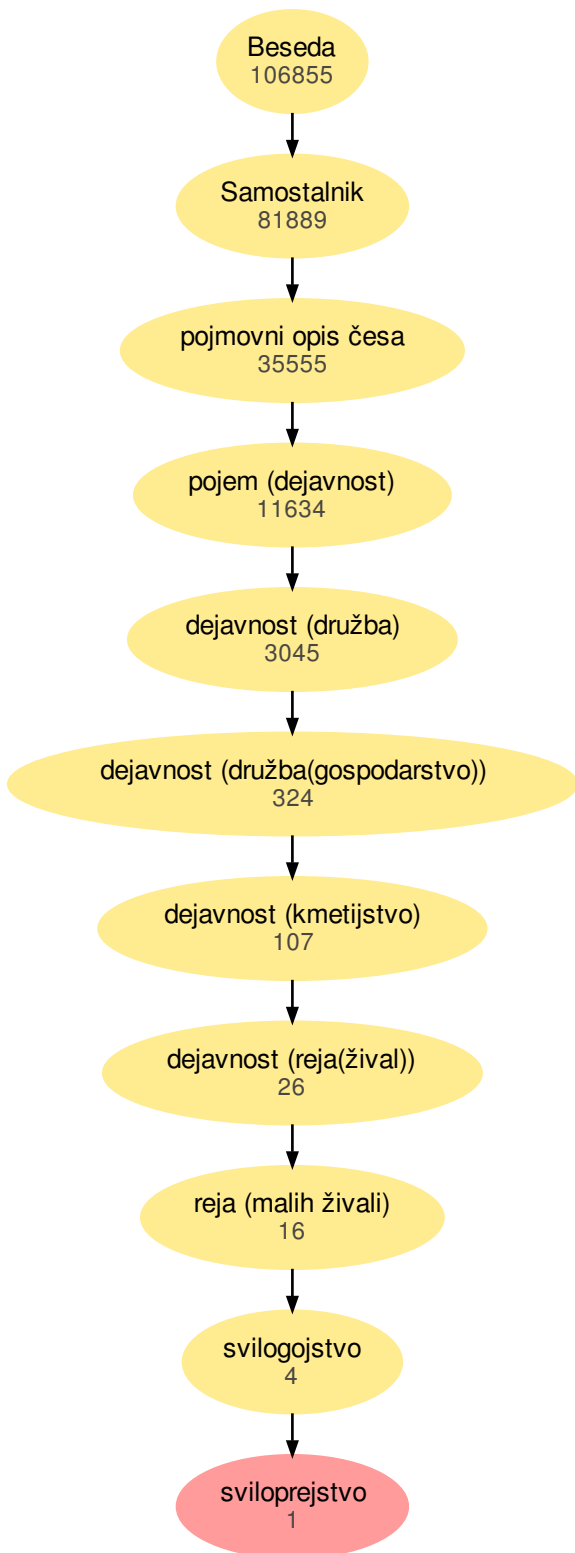 Beseda
106855
Samostalnik
81889
pojmovni opis česa
35555
pojem (dejavnost)
11634
dejavnost (družba)
3045
dejavnost (družba(gospodarstvo))
324
dejavnost (kmetijstvo)
107
dejavnost (reja(žival))
26
reja (malih živali)
16
svilogojstvo
4
sviloprejstvo
1